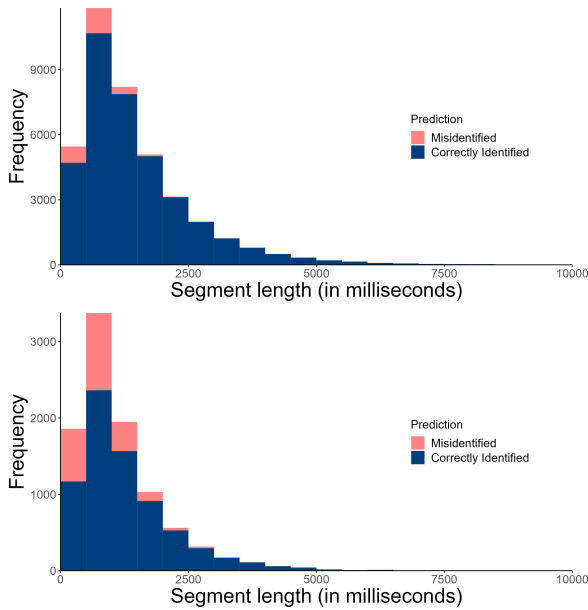 Frequency
9000
6000
3000
0
0 2500 5000 7500 10000
Segment length (in milliseconds)
Prediction
Misidentified
Correctly Identified
Frequency
3000
2000
1000
0
0 2500 5000 7500 10000
Segment length (in milliseconds)
Prediction
Misidentified
Correctly Identified